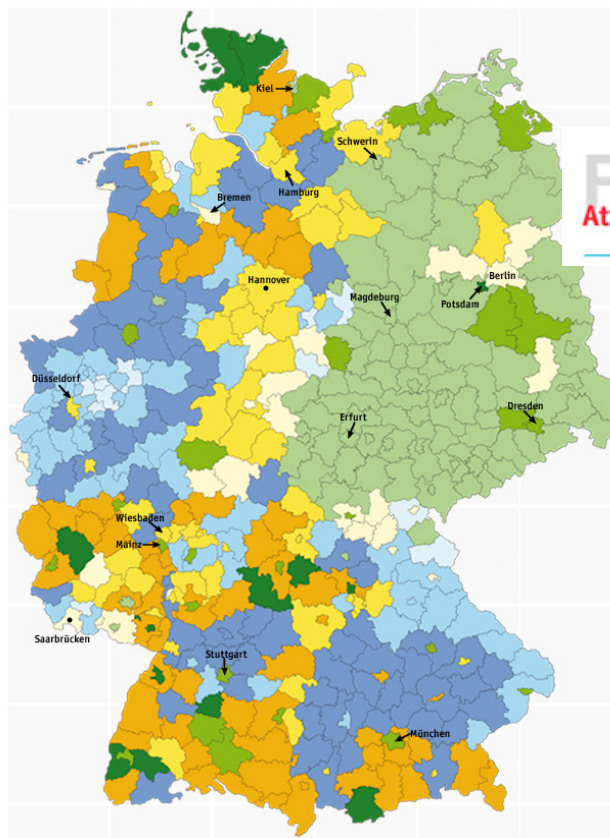 Kiel
Schwerin
Hamburg
Bremen
At
Hannover
Berlin
Magdeburg
Potsdam
Düsseldorf
Dresden
Erfurt
Wiesbaden
Mainz
Saarbrücken
Stuttgart
München